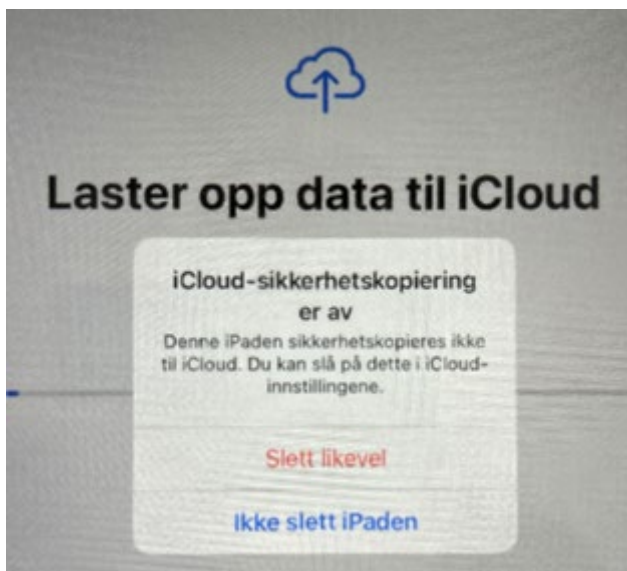 Laster opp data til iCloud
iCloud-sikkerhetskopiering
er av
Denne iPaden sikkerhetskopieres ikke
til iCloud. Du kan slå på dette i iCloud-
innstillingene.
Slett likevel
Ikke slett iPaden